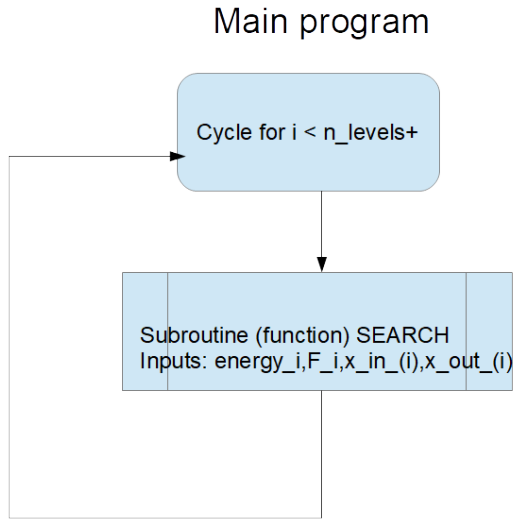 Main program
Cycle for i < n_levels+
Subroutine (function) SEARCH
Inputs: energy_i,F_i,x_in_(i),x_out_(i)